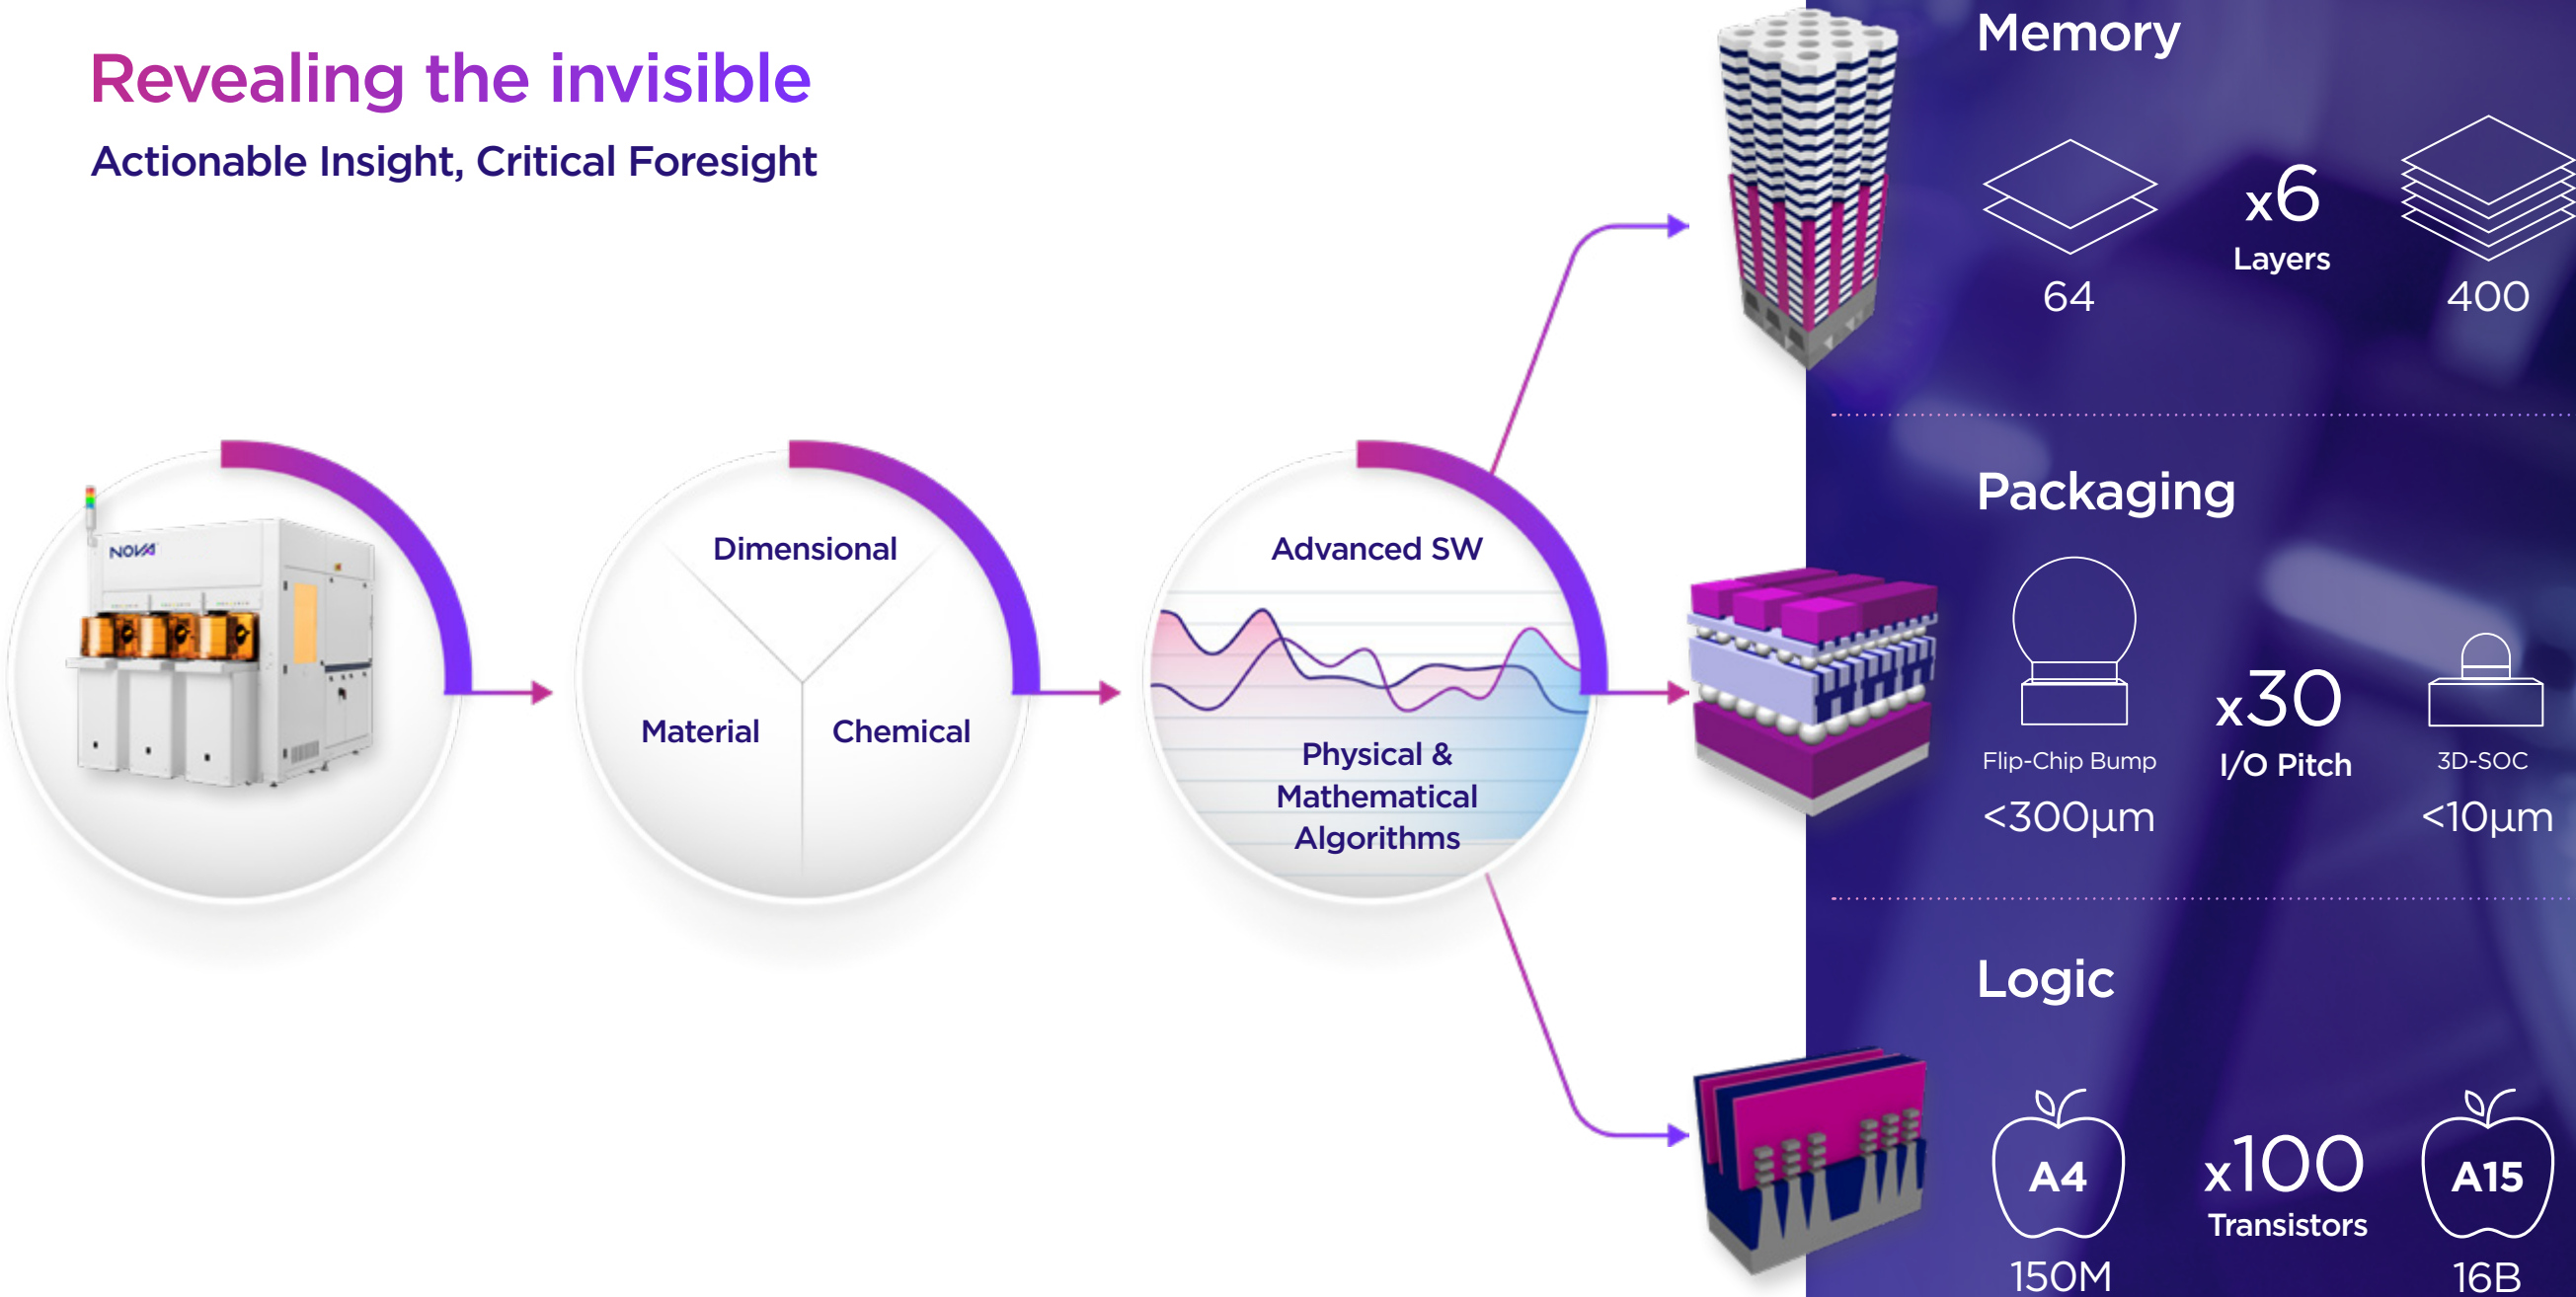 Revealing the invisible
Actionable Insight, Critical Foresight
NOVA
Dimensional
Material
Chemical
Advanced SW
Physical &
Mathematical
Algorithms
Memory
x6
Layers
64
400
Packaging
x30
I/O Pitch
Flip-Chip Bump
<300µm
3D-SOC
<10µm
Logic
A4
x100
Transistors
A15
150M
16B